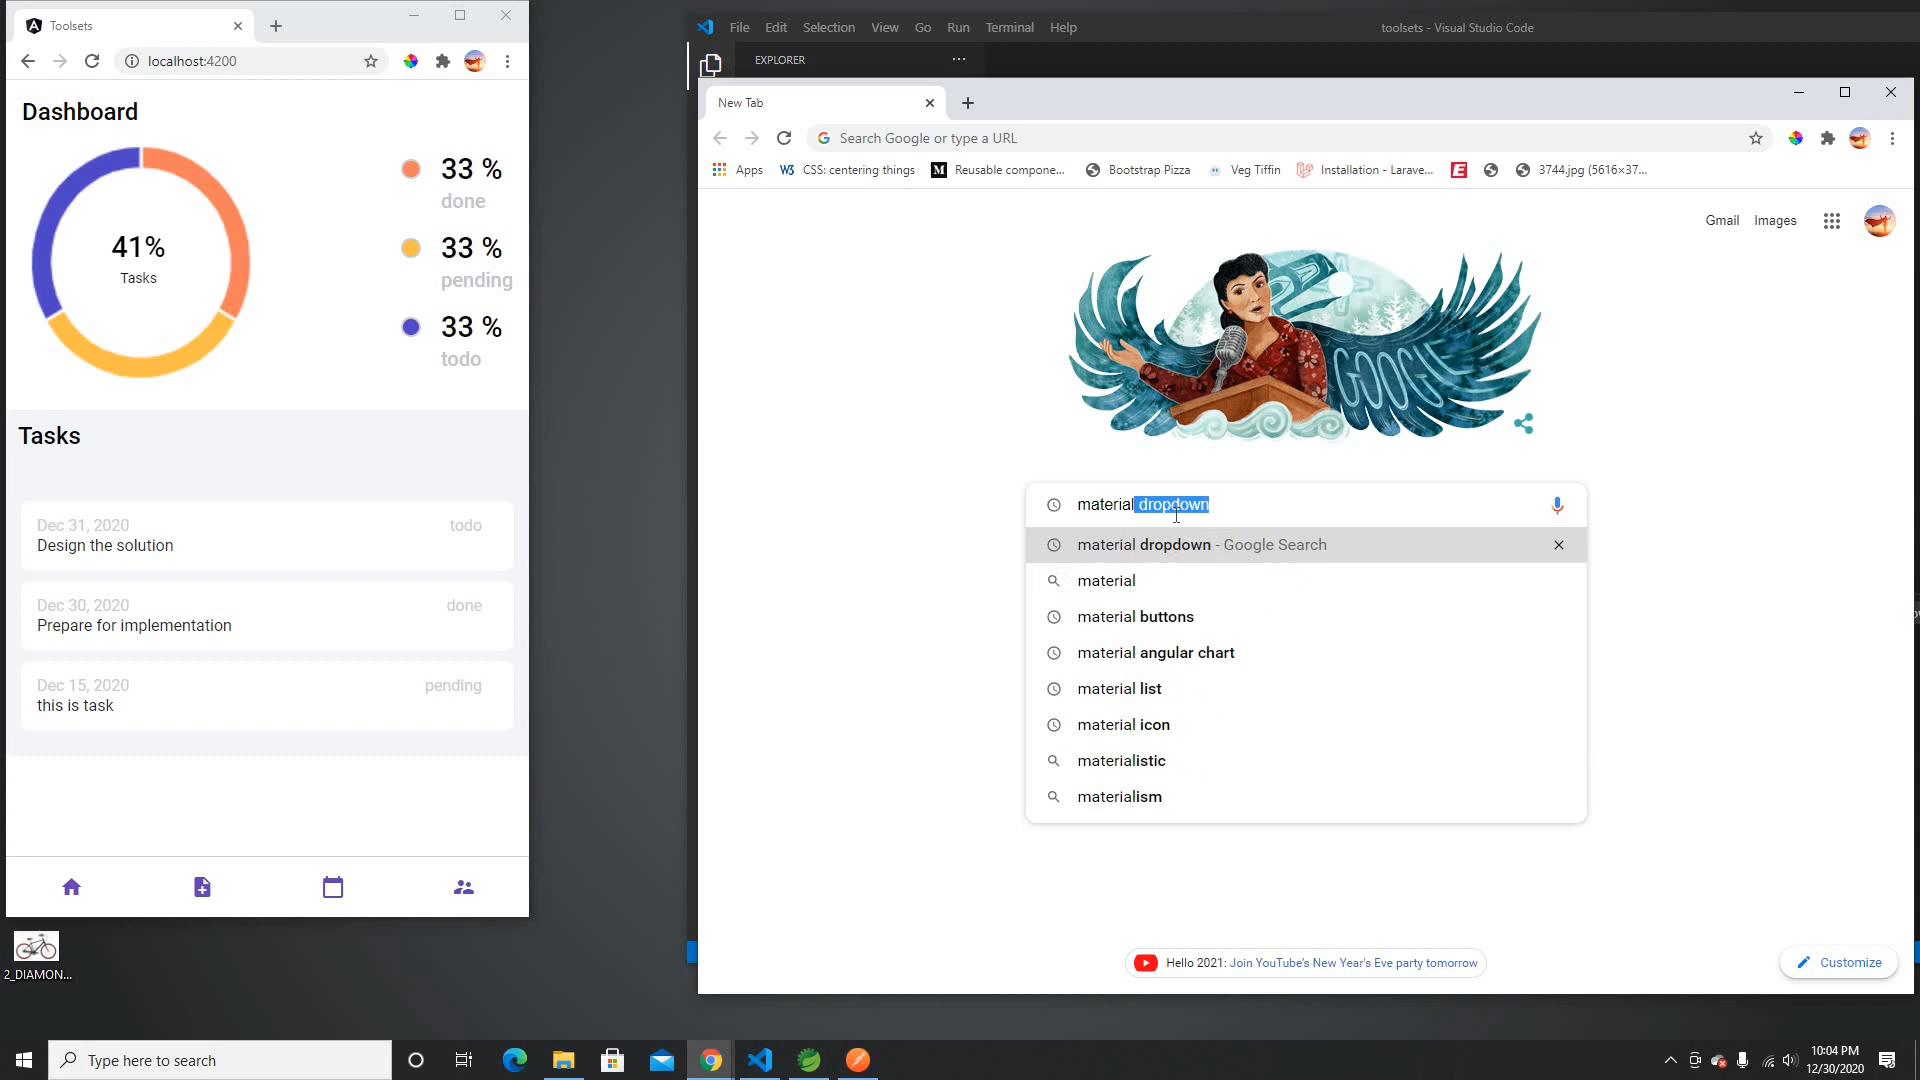 Toolsets
localhost:4200
Dashboard
41%
Tasks
33 %
done
33 %
pending
33 %
todo
Tasks
Dec 31, 2020 todo
Design the solution
Dec 30, 2020 done
Prepare for implementation
Dec 15, 2020 pending
this is task
2_DIAMON...
File Edit Selection View Go Run Terminal Help
toolsets - Visual Studio Code
EXPLORER
New Tab
Search Google or type a URL
Apps W3 CSS: centering things M Reusable compone... Bootstrap Pizza Veg Tiffin Installation - Larave... E 3744.jpg (5616×37...
Gmail Images
GOOGLE
material dropdown
material dropdown - Google Search
material
material buttons
material angular chart
material list
material icon
materialistic
materialism
Hello 2021: Join YouTube's New Year's Eve party tomorrow
Customize
Type here to search
10:04 PM
12/30/2020